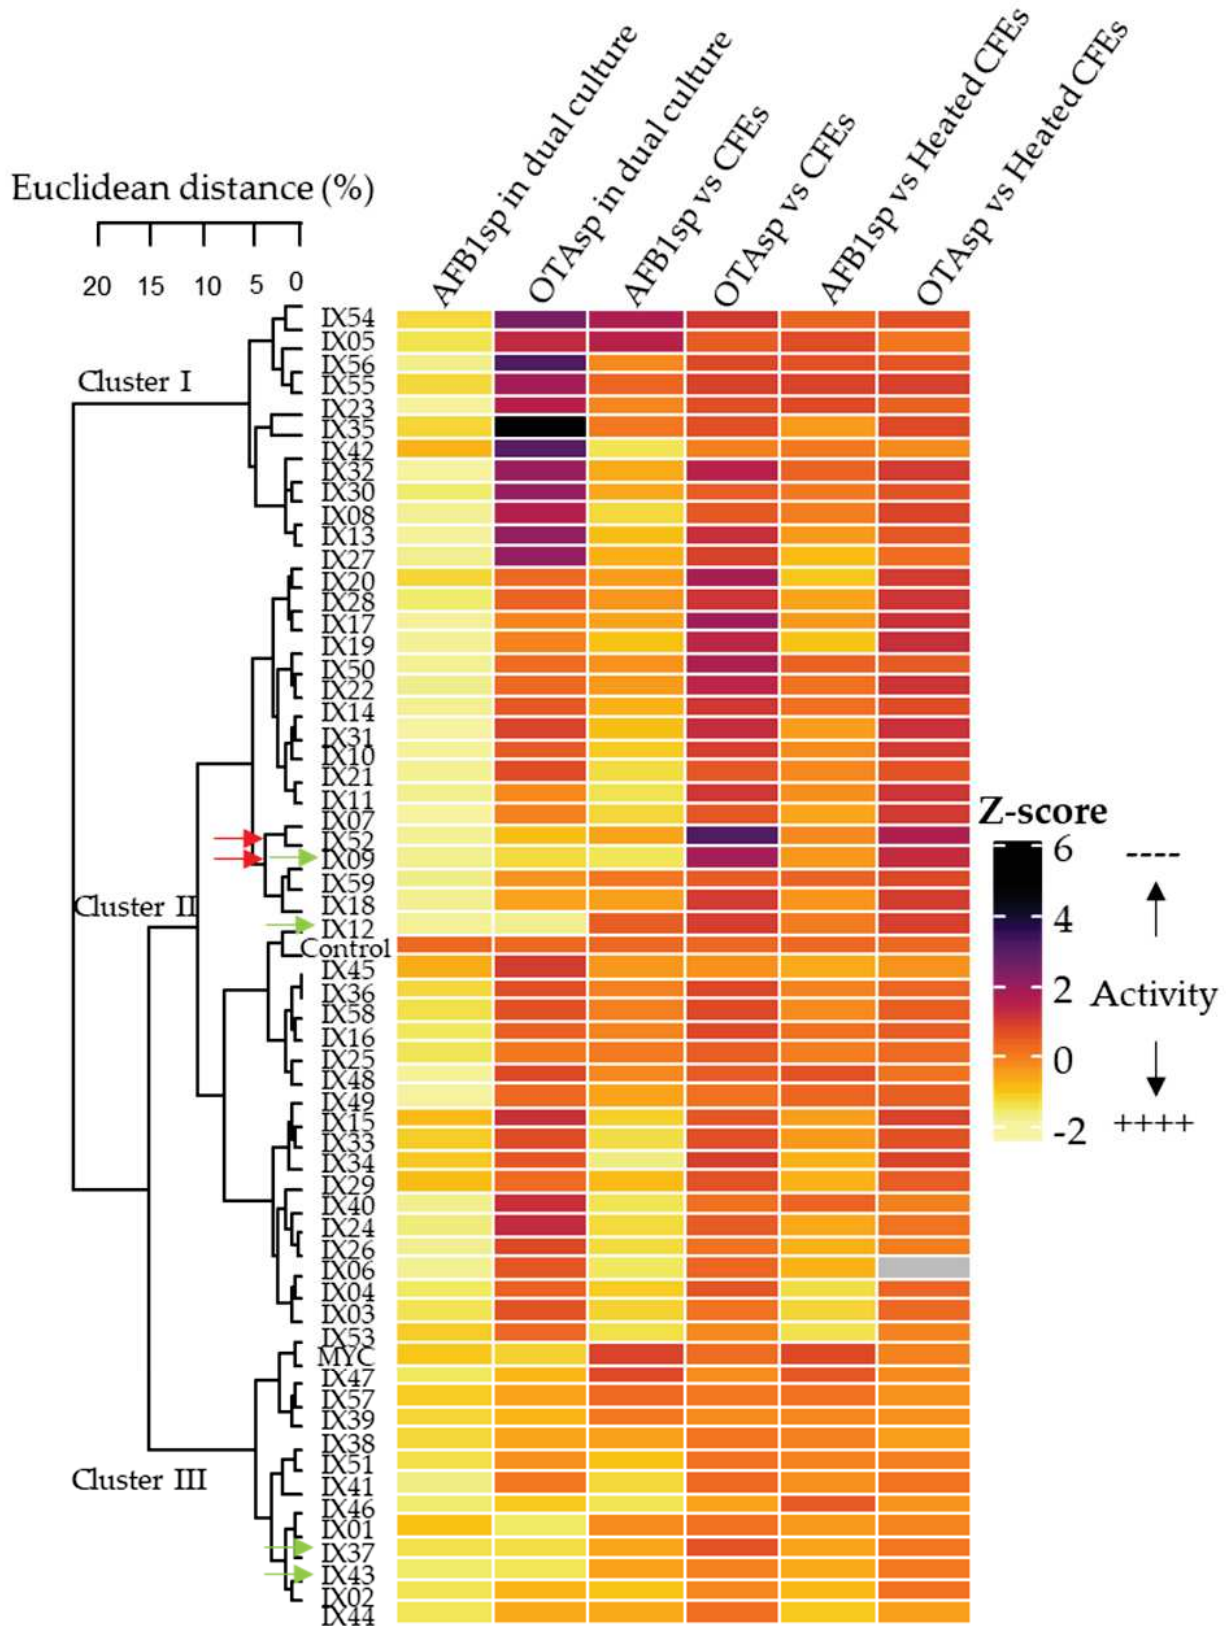 AFB1sp in dual culture
OTAsp in dual culture
AFB1sp vs CFEs
OTAsp vs CFEs
AFB1sp vs Heated CFEs
OTAsp vs Heated CFEs
Euclidean distance (%)
20 15 10 5 0
IX54
IX05
IX56
Cluster I
IX55
IX23
IX35
IX42
IX32
IX30
IX08
IX13
IX27
IX20
IX28
IX17
IX19
IX50
IX22
IX14
IX31
IX10
IX21
IX11
IX07
IX52
IX09
IX59
IX18
Cluster II
IX12
Control
IX45
IX36
IX58
IX16
IX25
IX48
IX49
IX15
IX33
IX34
IX29
IX40
IX24
IX26
IX06
IX04
IX03
IX53
MYC
IX47
IX57
IX39
IX38
IX51
Cluster III
IX41
IX46
IX01
IX37
IX43
IX02
IX44
Z-score
6
----
4
2
Activity
0
-2
++++